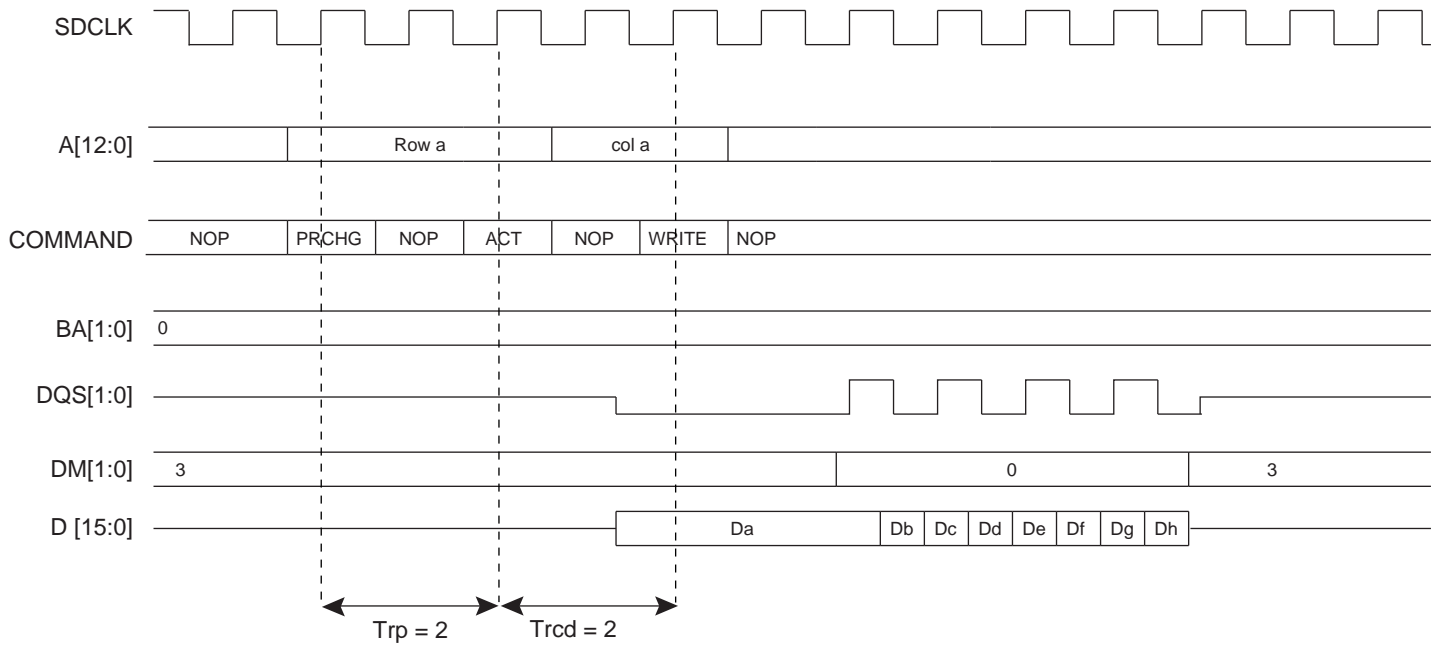 SDCLK
A[12:0] Row a col a
COMMAND NOP PRCHG NOP ACT NOP WRITE NOP
BA[1:0] 0
DQS[1:0]
DM[1:0] 3 0 3
D [15:0] Da Db Dc Dd De Df Dg Dh
Trp = 2 Trcd = 2